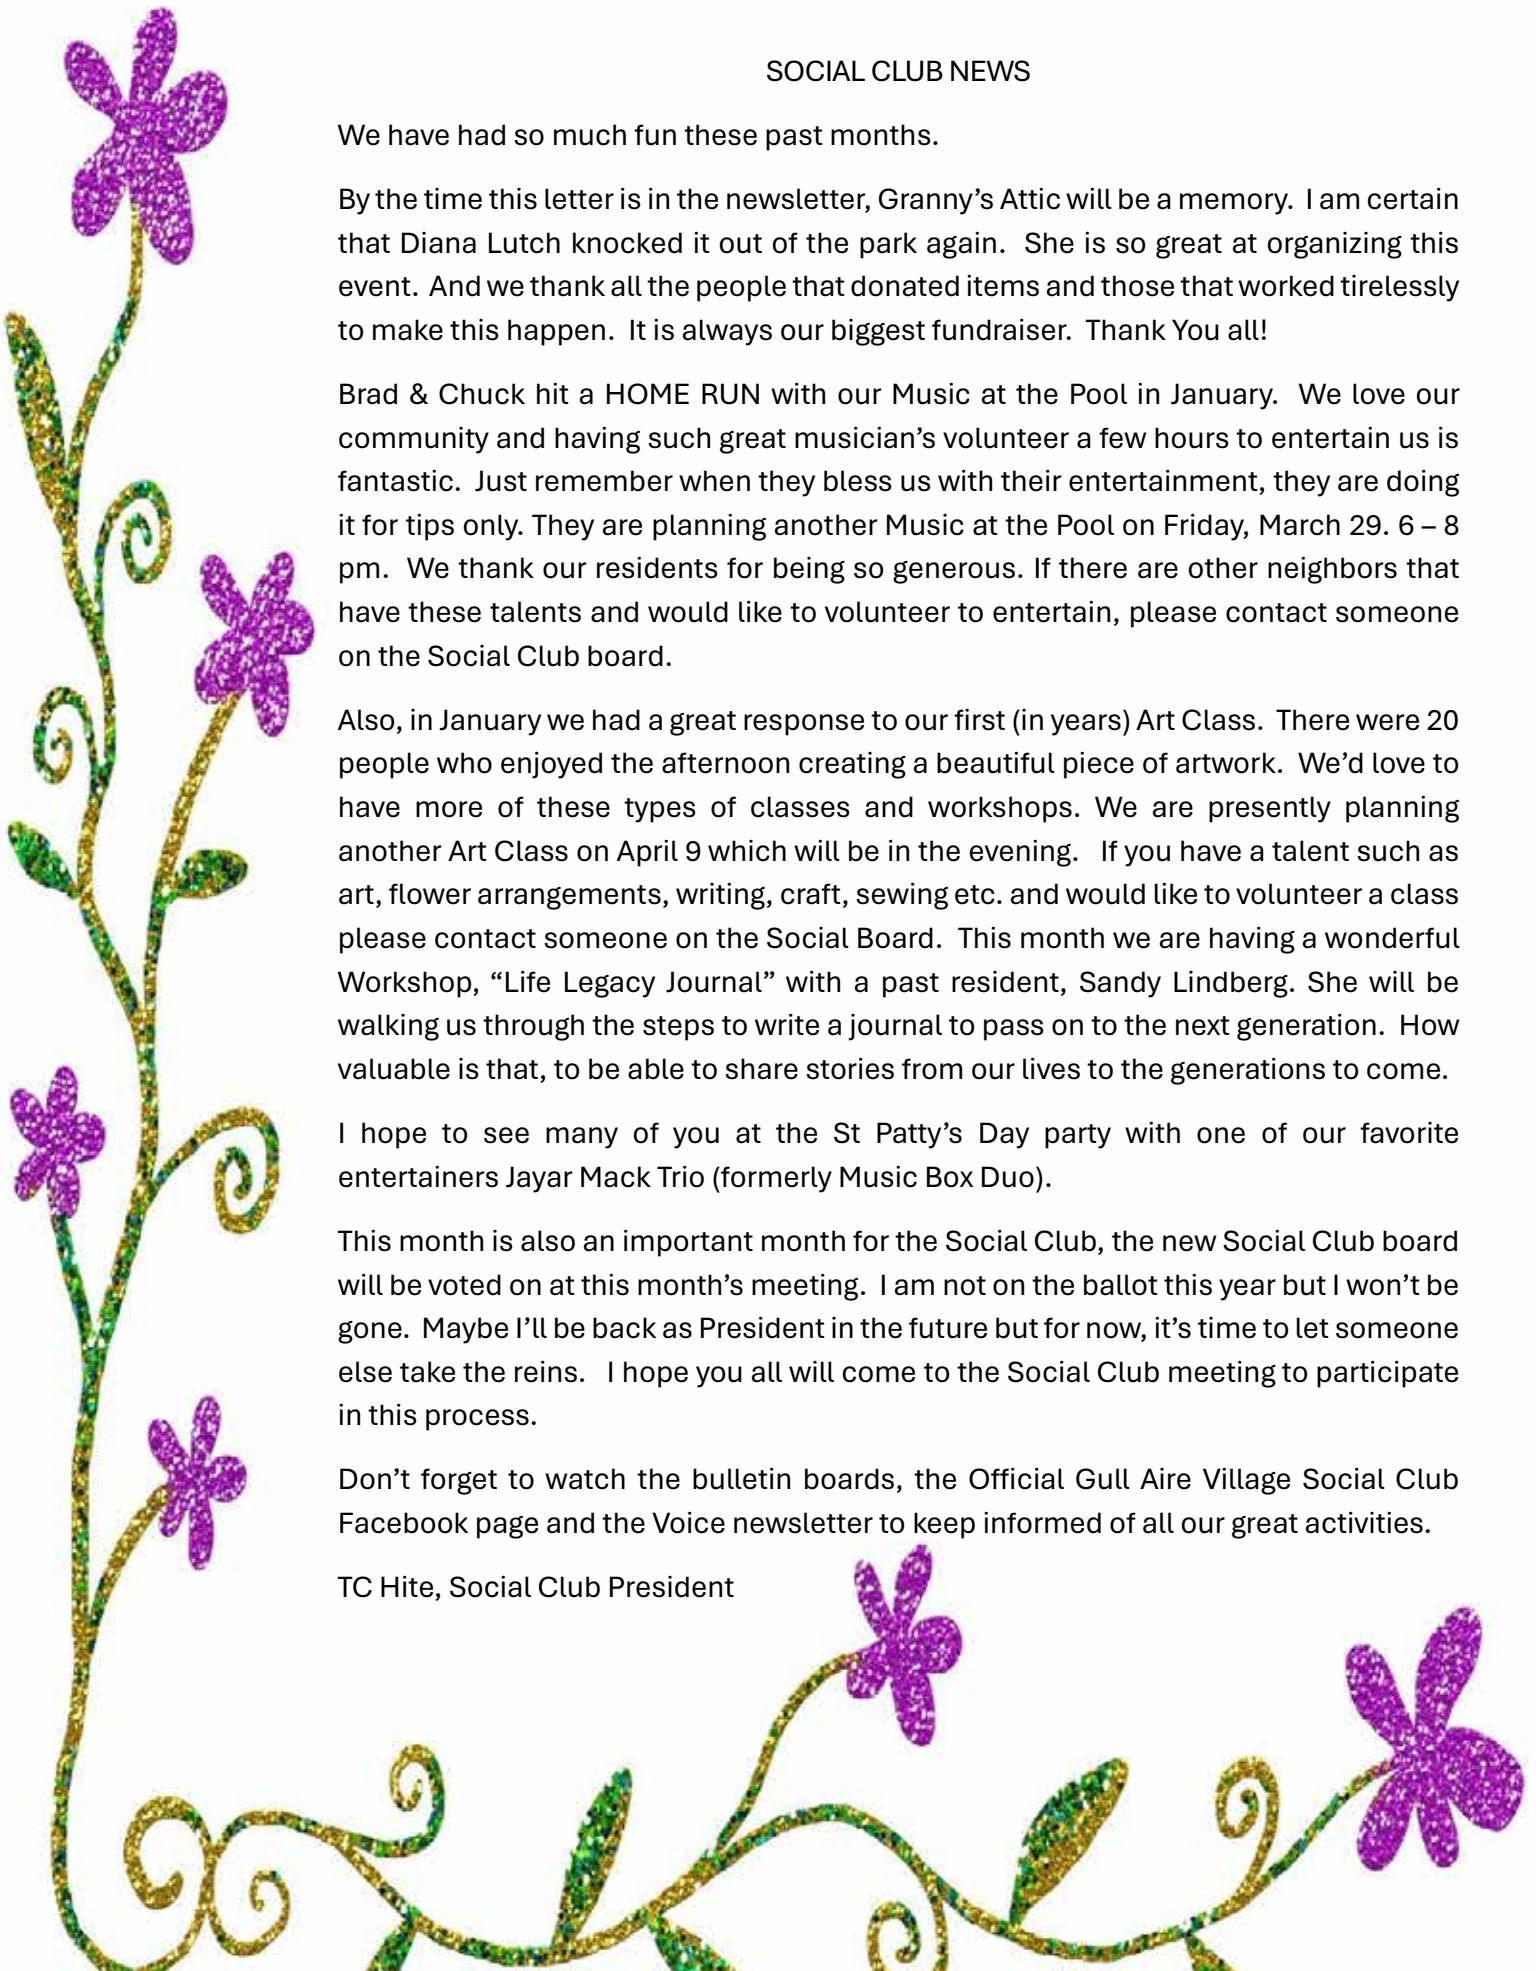 SOCIAL CLUB NEWS
We have had so much fun these past months.
By the time this letter is in the newsletter, Granny’s Attic will be a memory.  I am certain
that Diana Lutch knocked it out of the park again.  She is so great at organizing this
event.  And we thank all the people that donated items and those that worked tirelessly
to make this happen.  It is always our biggest fundraiser.  Thank You all!
Brad & Chuck hit a HOME RUN with our Music at the Pool in January.  We love our
community and having such great musician’s volunteer a few hours to entertain us is
fantastic.  Just remember when they bless us with their entertainment, they are doing
it for tips only. They are planning another Music at the Pool on Friday, March 29. 6 – 8
pm.  We thank our residents for being so generous. If there are other neighbors that
have these talents and would like to volunteer to entertain, please contact someone
on the Social Club board.
Also, in January we had a great response to our first (in years) Art Class.  There were 20
people who enjoyed the afternoon creating a beautiful piece of artwork.  We’d love to
have more of these types of classes and workshops. We are presently planning
another Art Class on April 9 which will be in the evening.   If you have a talent such as
art, flower arrangements, writing, craft, sewing etc. and would like to volunteer a class
please contact someone on the Social Board.  This month we are having a wonderful
Workshop, “Life Legacy Journal” with a past resident, Sandy Lindberg. She will be
walking us through the steps to write a journal to pass on to the next generation.  How
valuable is that, to be able to share stories from our lives to the generations to come.
I hope to see many of you at the St Patty’s Day party with one of our favorite
entertainers Jayar Mack Trio (formerly Music Box Duo).
This month is also an important month for the Social Club, the new Social Club board
will be voted on at this month’s meeting.  I am not on the ballot this year but I won’t be
gone.  Maybe I’ll be back as President in the future but for now, it’s time to let someone
else take the reins.   I hope you all will come to the Social Club meeting to participate
in this process.
Don’t forget to watch the bulletin boards, the Official Gull Aire Village Social Club
Facebook page and the Voice newsletter to keep informed of all our great activities.
TC Hite, Social Club President